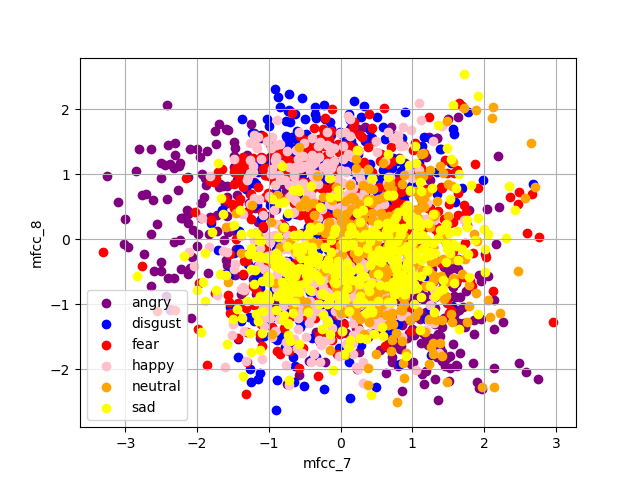 mfcc_8
2
1
0
−1
−2
angry
disgust
fear
happy
neutral
sad
−3 −2 −1 0 1 2 3
mfcc_7